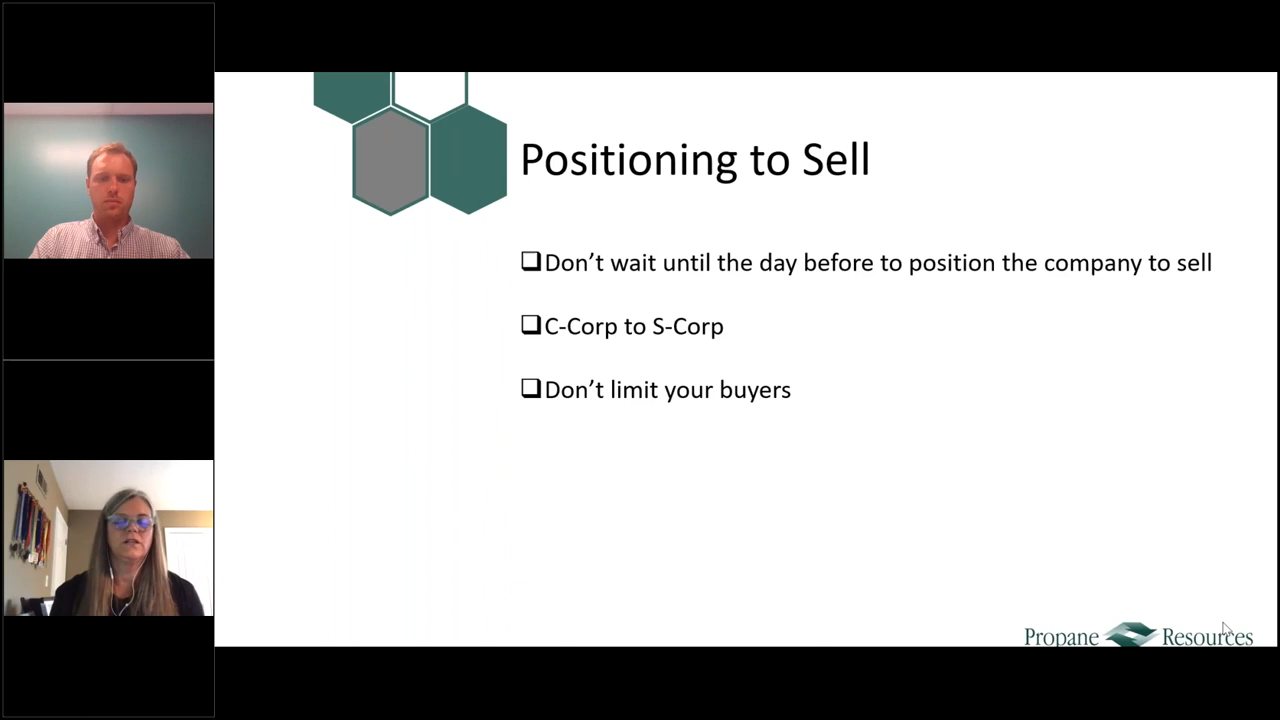 Positioning to Sell
❑Don’t wait until the day before to position the company to sell
❑C-Corp to S-Corp
❑Don’t limit your buyers
Propane Resources